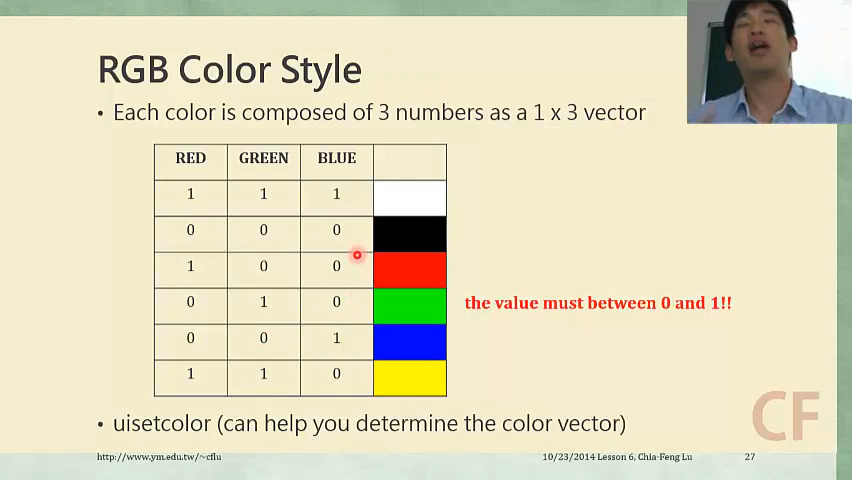 RGB Color Style
• Each color is composed of 3 numbers as a 1 x 3 vector
RED GREEN BLUE
1 1 1
0 0 0
1 0 0
0 1 0
the value must between 0 and 1!!
0 0 1
1 1 0
• uisetcolor (can help you determine the color vector)
CF
http://www.ym.edu.tw/~cflu 10/23/2014 Lesson 6, Chia-Feng Lu 27